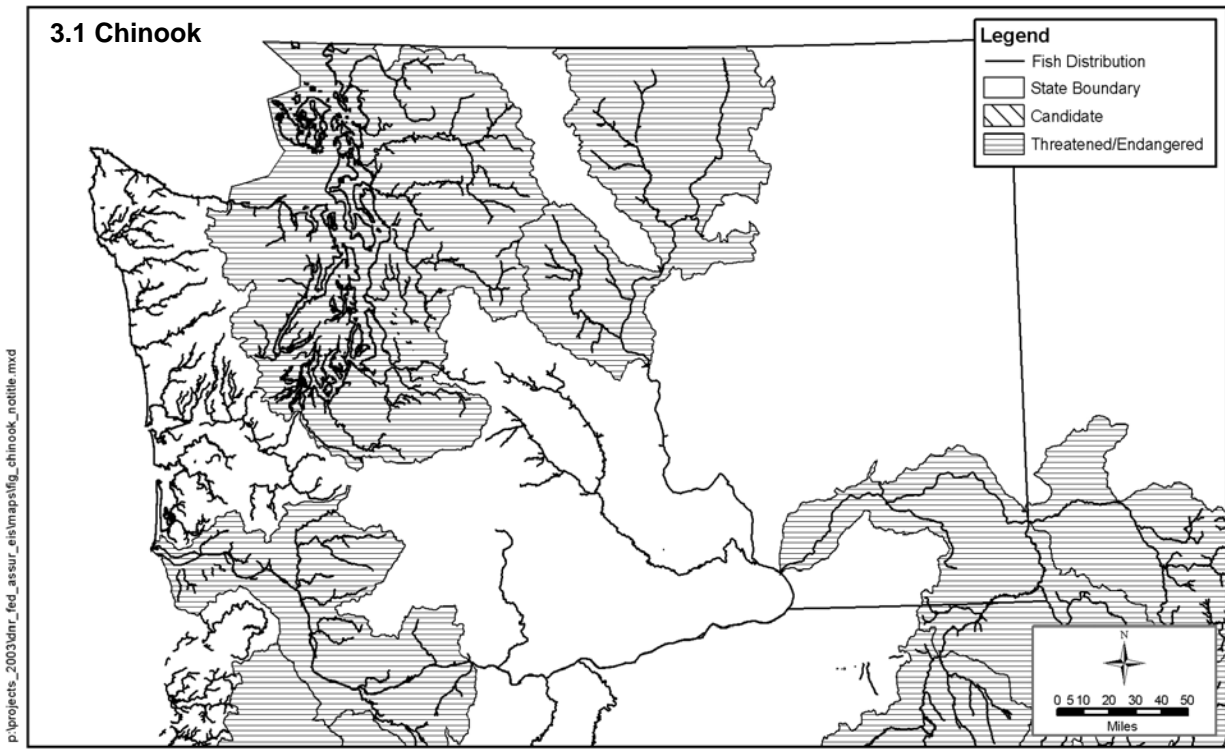 3.1 Chinook
Legend
Fish Distribution
State Boundary
Candidate
Threatened/Endangered
p:\projects_2003\dnr_fed_assur_eis\maps\fig_chinook_notitle.mxd
N
0 5 10 20 30 40 50
Miles